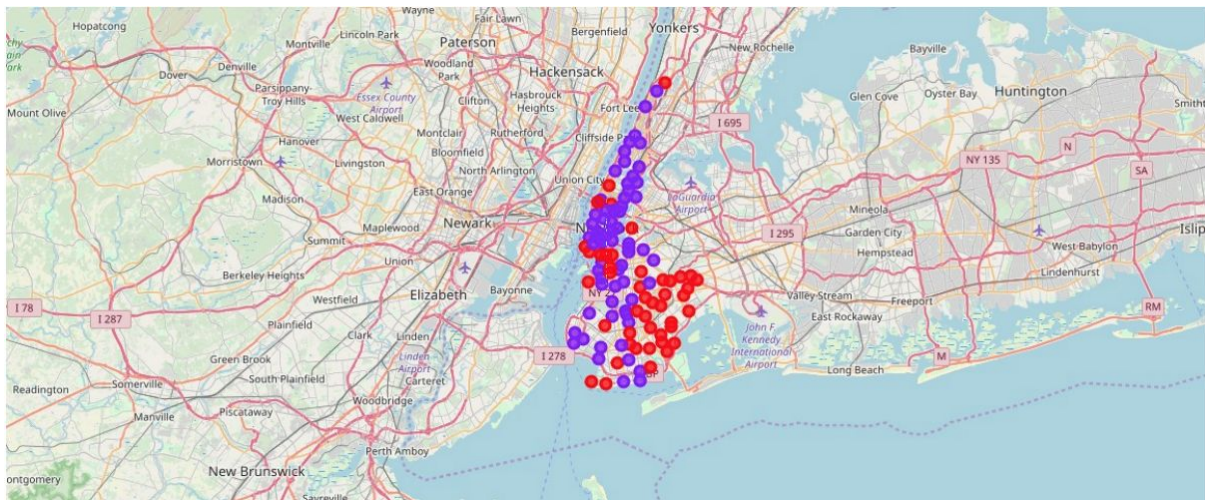 Hopatcong
Montville
Lincoln Park
Fair Lawn
Bergenfield
Yonkers
Paterson
New Rochelle
Bayville
Dover
Denville
Woodland
Park
Hackensack
Parsippany-
Troy Hills
Essex County
Airport
Clifton
Hasbrouck
Heights
Fort Lee
Glen Cove
Oyster Bay
Huntington
Mount Olive
West Caldwell
I 695
Hanover
Montclair
Rutherford
Cliffside
Morristown
Livingston
Bloomfield
North Arlington
Union City
NY 135
N
SA
Madison
East Orange
LaGuardia
Airport
Mineola
Newark
Maplewood
I 295
Garden City
Summit
Hempstead
West Babylon
Islip
Union
Berkeley Heights
Lindenhurst
Elizabeth
Bayonne
NY
Valley Stream
Freeport
I 78
I 287
Westfield
East Rockaway
RM
Plainfield
Linden
Clark
John F.
Kennedy
International
Airport
Green Brook
Linden
Airport
I 278
M
Long Beach
Readington
Somerville
South Plainfield
Carteret
Manville
Woodbridge
Piscataway
Perth Amboy
New Brunswick
Sayreville